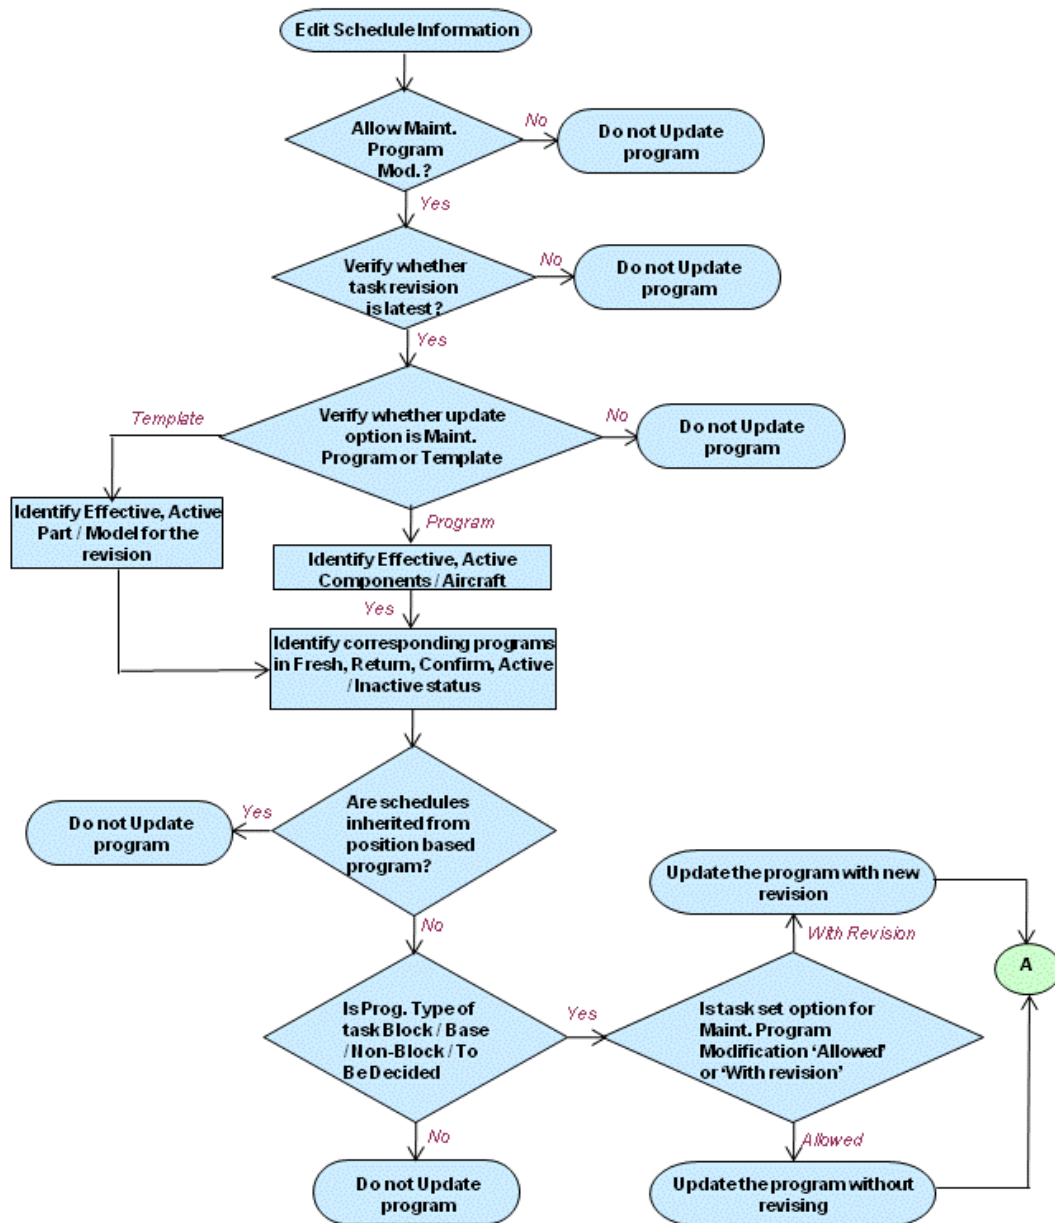 Edit Schedule Information
Allow Maint.
Program
Mod.?
No
Do not Update
program
Yes
Verify whether
task revision
is latest?
No
Do not Update
program
Yes
Template
Verify whether update
option is Maint.
Program or Template
No
Do not Update
program
Identify Effective, Active
Part / Model for the
revision
Program
Identify Effective, Active
Components / Aircraft
Yes
Identify corresponding programs
in Fresh, Return, Confirm, Active
/ Inactive status
Are schedules
inherited from
position based
program?
Yes
Do not Update
program
No
Update the program with new
revision
With Revision
A
Is Prog. Type of
task Block / Base
/ Non-Block / To
Be Decided
Yes
Is task set option for
Maint. Program
Modification ‘Allowed’
or ‘With revision’
No
Allowed
Do not Update
program
Update the program without
revising